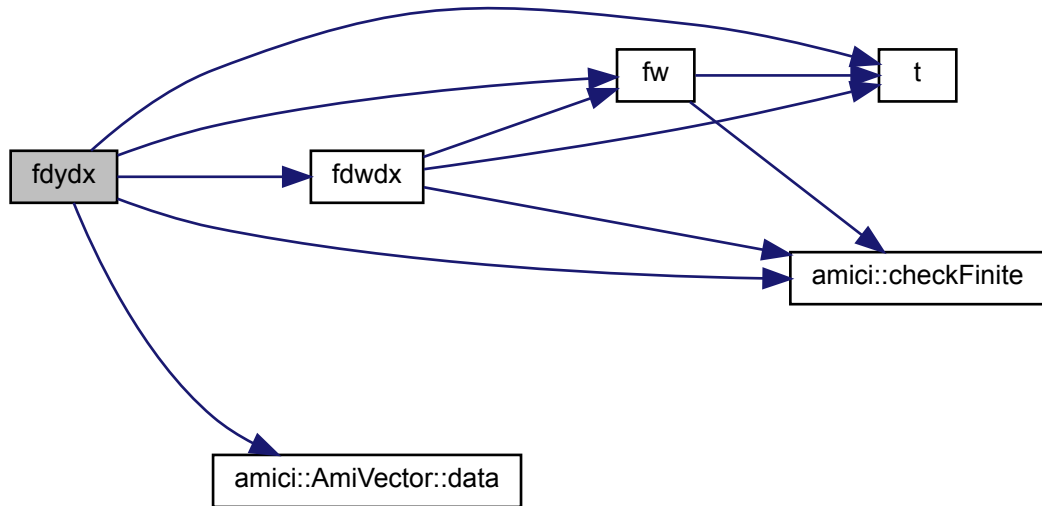 fw
t
fdydx
fdwdx
amici::checkFinite
amici::AmiVector::data